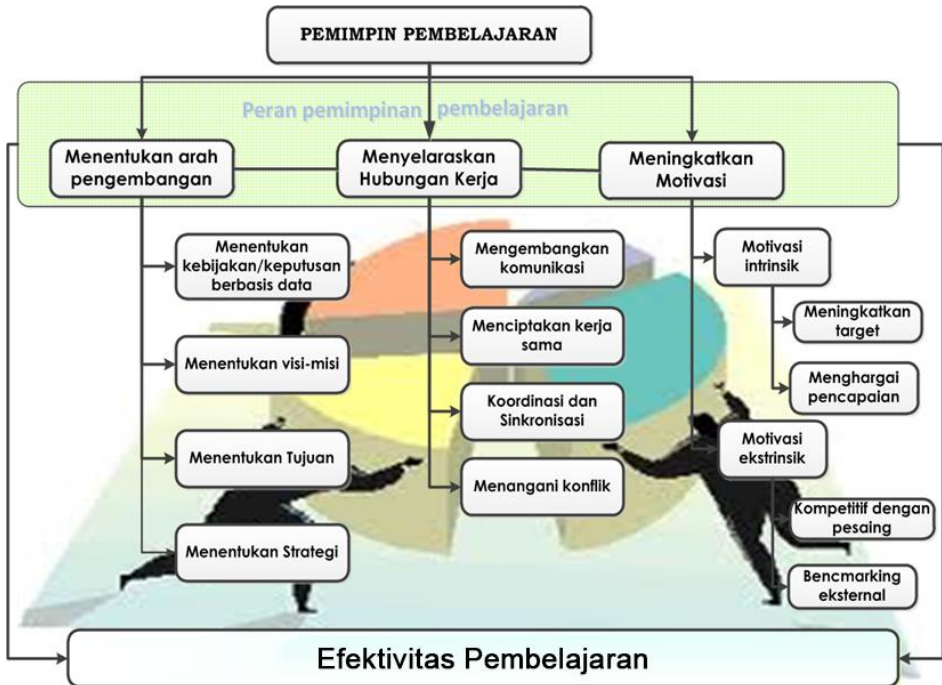 PEMIMPIN PEMBELAJARAN
Peran pemimpinan pembelajaran
Menentukan arah
pengembangan
Menyelaraskan
Hubungan Kerja
Meningkatkan
Motivasi
Menentukan
kebijakan/keputusan
berbasis data
Menentukan visi-misi
Menentukan Tujuan
Menentukan Strategi
Mengembangkan
komunikasi
Menciptakan kerja
sama
Koordinasi dan
Sinkronisasi
Menangani konflik
Motivasi
intrinsik
Meningkatkan
target
Menghargai
pencapaian
Motivasi
ekstrinsik
Kompetitif dengan
pesaing
Bencmarking
eksternal
Efektivitas Pembelajaran